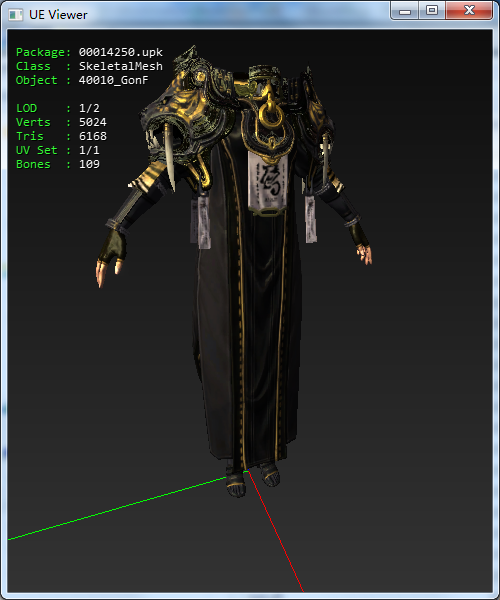 UE Viewer
Package: 00014250.upk
Class : SkeletalMesh
Object : 40010_GonF
LOD : 1/2
Verts : 5024
Tris : 6168
UV Set : 1/1
Bones : 109